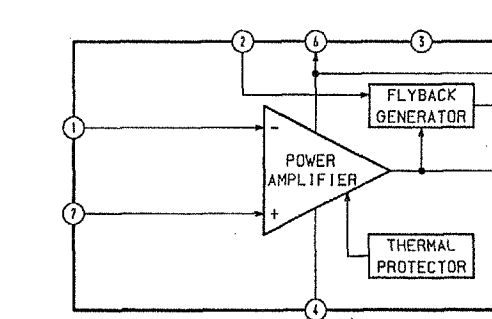 2 6 3
FLYBACK
GENERATOR
1 -
POWER
AMPLIFIER
7 +
THERMAL
PROTECTOR
4